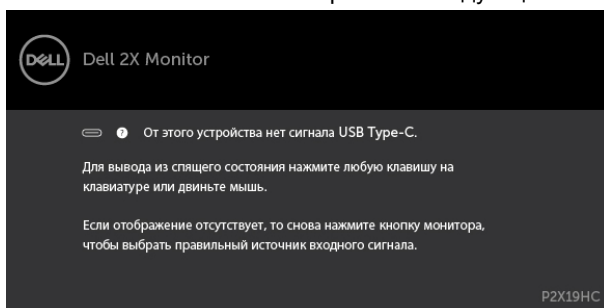 DELL
Dell 2X Monitor
От этого устройства нет сигнала USB Type-C.
Для вывода из спящего состояния нажмите любую клавишу на
клавиатуре или двиньте мышь.
Если отображение отсутствует, то снова нажмите кнопку монитора,
чтобы выбрать правильный источник входного сигнала.
P2X19HC